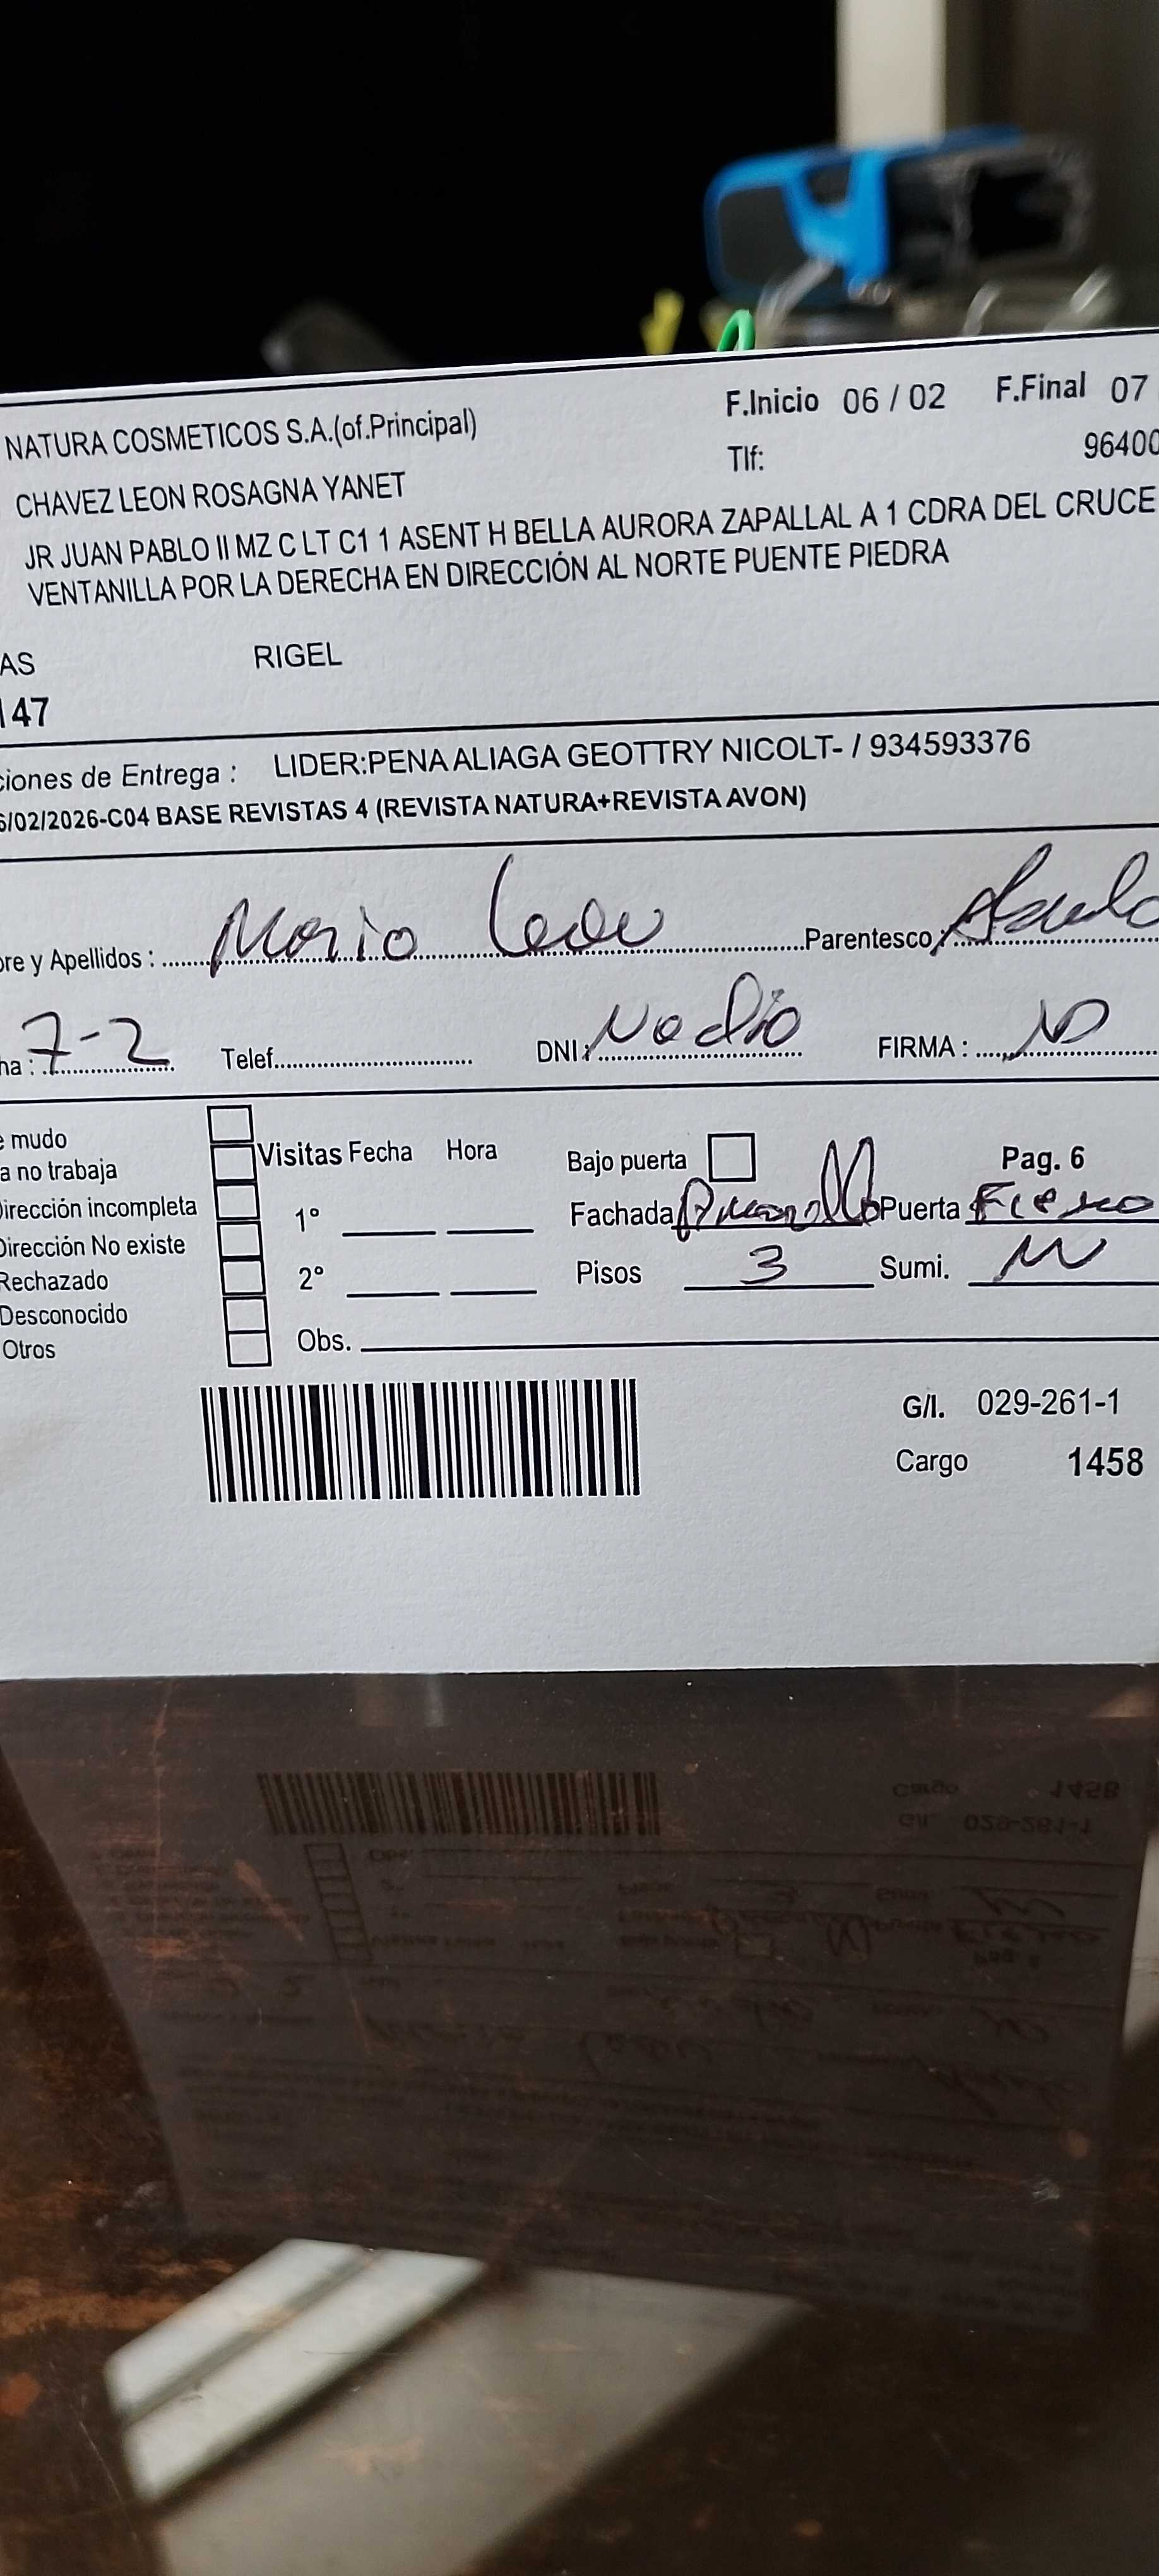 NATURA COSMETICOS S.A.(of.Principal) F.Inicio 06 / 02 F.Final 07
Tlf: 96400
CHAVEZ LEON ROSAGNA YANET
JR JUAN PABLO II MZ C LT C1 1 ASENT H BELLA AURORA ZAPALLAL A 1 CDRA DEL CRUCE
VENTANILLA POR LA DERECHA EN DIRECCIÓN AL NORTE PUENTE PIEDRA
AS RIGEL
147
ciones de Entrega : LIDER:PENA ALIAGA GEOTTRY NICOLT- / 934593376
6/02/2026-C04 BASE REVISTAS 4 (REVISTA NATURA+REVISTA AVON)
bre y Apellidos : Mario Leon Parentesco
ha : 7-2 Telef. DNI: FIRMA :
e mudo
a no trabaja
Dirección incompleta
Dirección No existe
Rechazado
Desconocido
Otros
Visitas Fecha Hora
1°
2°
Obs.
Bajo puerta Pag. 6
Fachada Amarillo Puerta Fierro
Pisos 3 Sumi.
G/I. 029-261-1
Cargo 1458